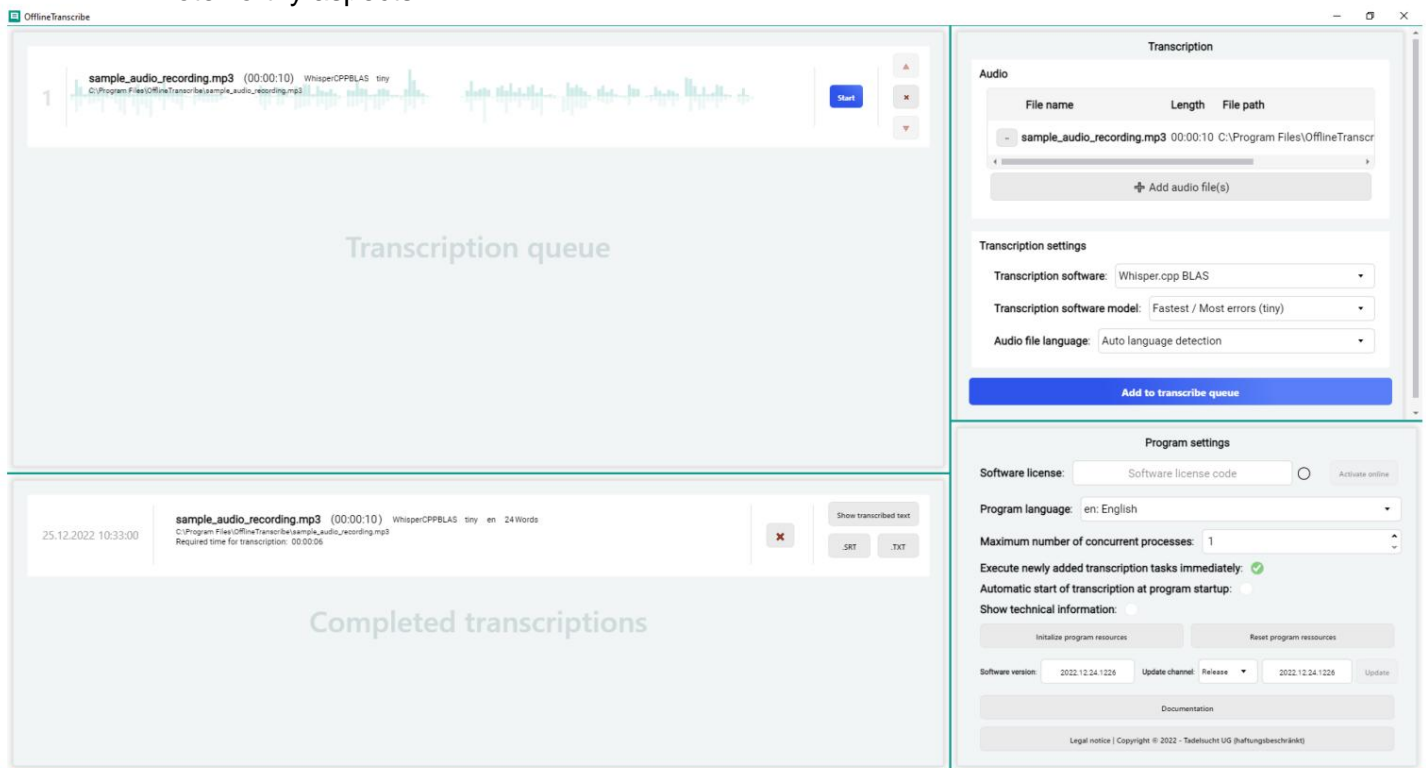 OfflineTranscribe
1
sample_audio_recording.mp3 (00:00:10) WhisperCPPBLAS tiny
C:\Program Files\OfflineTranscribe\sample_audio_recording.mp3
Start
Transcription queue
25.12.2022 10:33:00
sample_audio_recording.mp3 (00:00:10) WhisperCPPBLAS tiny en 24Words
C:\Program Files\OfflineTranscribe\sample_audio_recording.mp3
Required time for transcription: 00:00:06
Show transcribed text
.SRT .TXT
Completed transcriptions
Transcription
Audio
File name Length File path
- sample_audio_recording.mp3 00:00:10 C:\Program Files\OfflineTranscr
Add audio file(s)
Transcription settings
Transcription software: Whisper.cpp BLAS
Transcription software model: Fastest / Most errors (tiny)
Audio file language: Auto language detection
Add to transcribe queue
Program settings
Software license: Software license code Activate online
Program language: en: English
Maximum number of concurrent processes: 1
Execute newly added transcription tasks immediately:
Automatic start of transcription at program startup:
Show technical information:
Initalize program resources Reset program ressources
Software version: 2022.12.24.1226 Update channel: Release 2022.12.24.1226 Update
Documentation
Legal notice | Copyright © 2022 - Tadelsucht UG (haftungsbeschränkt)